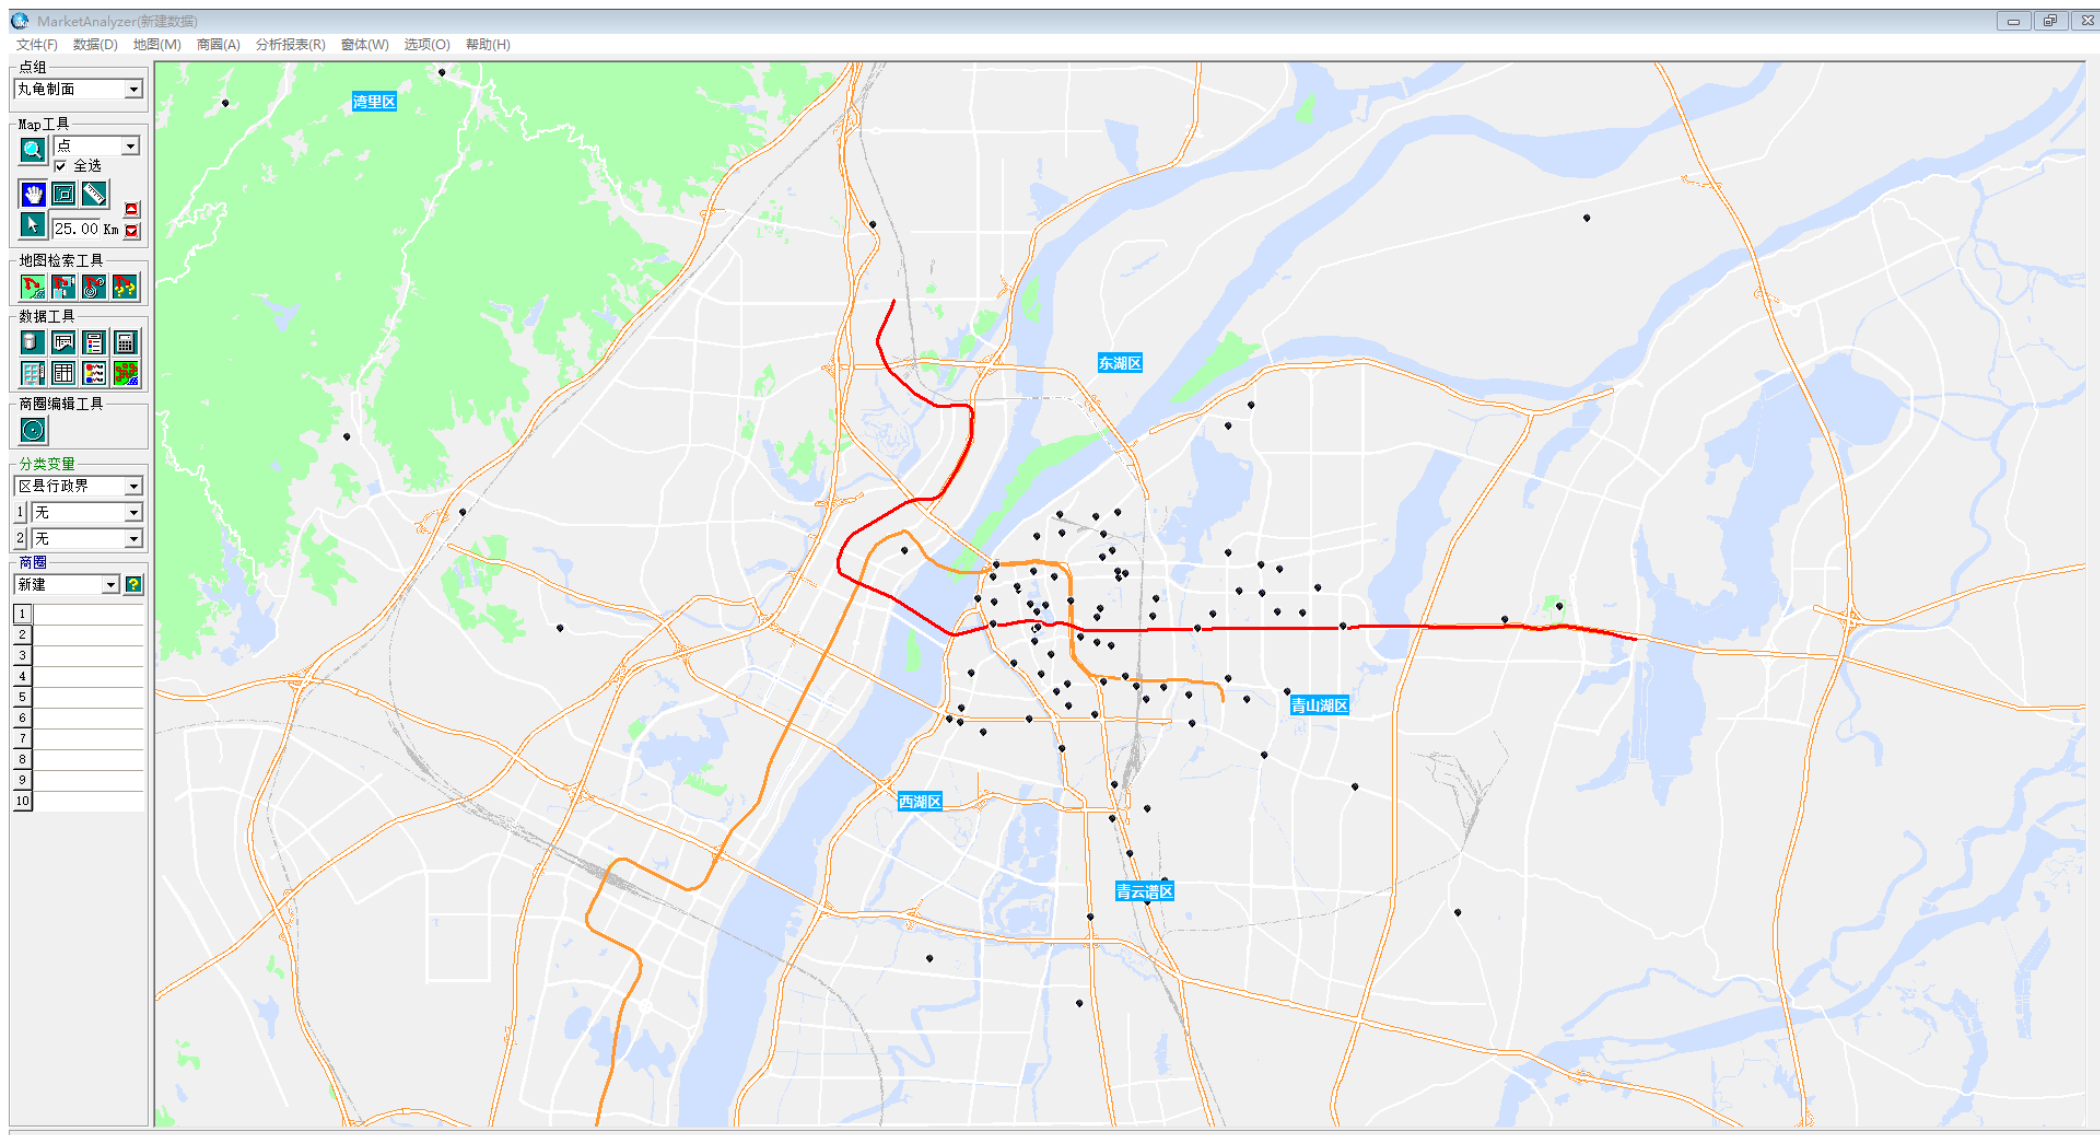 MarketAnalyzer(新建数据)
文件(F) 数据(D) 地图(M) 商圈(A) 分析报表(R) 窗体(W) 选项(O) 帮助(H)
点组
丸龟制面
Map工具
点
全选
25.00 Km
地图检索工具
数据工具
商圈编辑工具
分类变量
区县行政界
1 无
2 无
商圈
新建
?
1
2
3
4
5
6
7
8
9
10
湾里区
东湖区
青山湖区
西湖区
青云谱区